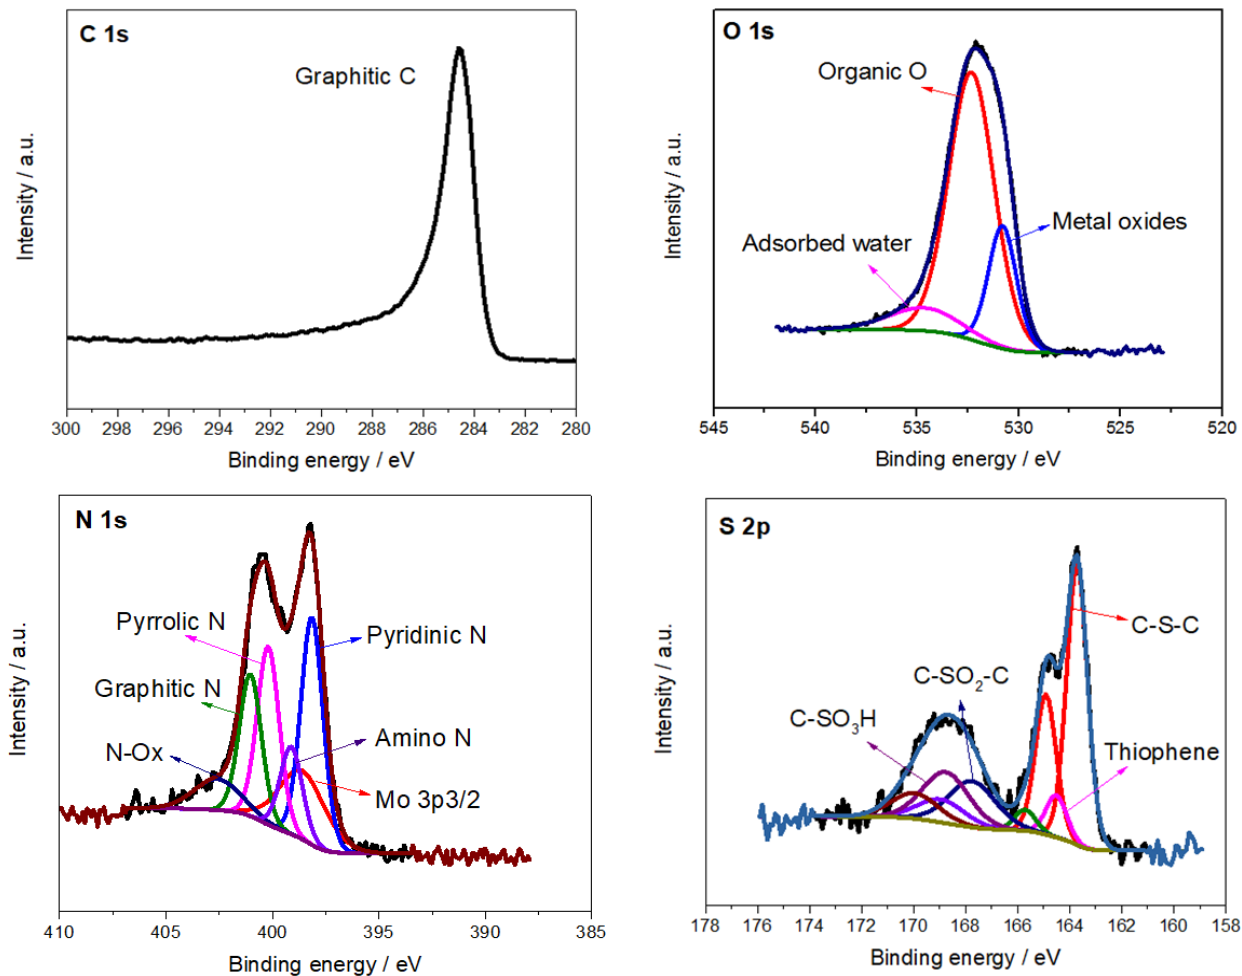 C 1s
Graphitic C
Intensity / a.u.
300 298 296 294 292 290 288 286 284 282 280
Binding energy / eV
O 1s
Organic O
Metal oxides
Adsorbed water
Intensity / a.u.
545 540 535 530 525 520
Binding energy / eV
N 1s
Pyrrolic N
Pyridinic N
Graphitic N
N-Ox
Amino N
Mo 3p3/2
Intensity / a.u.
410 405 400 395 390 385
Binding energy / eV
S 2p
C-S-C
C-SO2-C
C-SO3H
Thiophene
Intensity / a.u.
178 176 174 172 170 168 166 164 162 160 158
Binding energy / eV